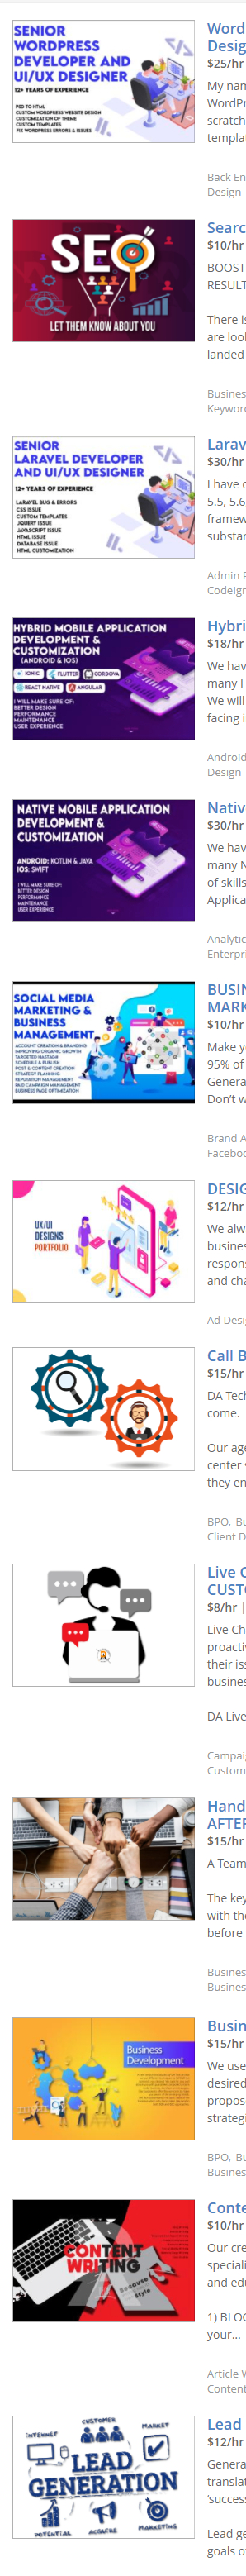 SENIOR
WORDPRESS
DEVELOPER AND
UI/UX DESIGNER
12+ YEARS OF EXPERIENCE
PSD TO HTML
CUSTOM WORDPRESS WEBSITE DESIGN
CUSTOMIZATION OF THEME
CUSTOM TEMPLATES
FIX WORDPRESS ERRORS & ISSUES
Word
Desig
$25/hr
My nam
WordPr
scratch
templat
Back En
Design
SEO
LET THEM KNOW ABOUT YOU
Searc
$10/hr
BOOST
RESULT
There is
are look
landed
Busines
Keywor
SENIOR
LARAVEL DEVELOPER
AND UI/UX DESIGNER
12+ YEARS OF EXPERIENCE
LARAVEL BUG & ERRORS
CSS ISSUE
CUSTOM TEMPLATES
JQUERY ISSUE
JAVASCRIPT ISSUE
HTML ISSUE
DATABASE ISSUE
HTML CUSTOMIZATION
Larav
$30/hr
I have c
5.5, 5.6
framew
substan
Admin P
CodeIgn
HYBRID MOBILE APPLICATION
DEVELOPMENT &
CUSTOMIZATION
(ANDROID & IOS)
IONIC
FLUTTER
CORDOVA
REACT NATIVE
ANGULAR
I WILL MAKE SURE OF:
BETTER DESIGN
PERFORMANCE
MAINTENANCE
USER EXPERIENCE
Hybri
$18/hr
We hav
many H
We will
facing i
Android
Design
NATIVE MOBILE APPLICATION
DEVELOPMENT &
CUSTOMIZATION
ANDROID: KOTLIN & JAVA
IOS: SWIFT
I WILL MAKE SURE OF:
BETTER DESIGN
PERFORMANCE
MAINTENANCE
USER EXPERIENCE
Nativ
$30/hr
We hav
many N
of skills
Applica
Analytic
Enterpri
SOCIAL MEDIA
MARKETING &
BUSINESS
MANAGEMENT
ACCOUNT CREATION & BRANDING
IMPROVING ORGANIC GROWTH
TARGETED HASHTAGS
SCHEDULE & PUBLISH
POST & CONTENT CREATION
STRATEGY PLANNING
REPUTATION MANAGEMENT
PAID CAMPAIGN MANAGEMENT
BUSINESS PAGE OPTIMIZATION
BUSIN
MARK
$10/hr
Make y
95% of
Genera
Don't w
Brand A
Faceboo
UX/UI
DESIGNS
PORTFOLIO
DESIG
$12/hr
We alw
busines
respons
and cha
Ad Desi
Call B
$15/hr
DA Tech
come.
Our age
center s
they en
BPO, Bu
Client D
Live C
CUST
$8/hr |
Live Ch
proacti
their iss
busines
DA Live
Campai
Custom
Hand
AFTER
$15/hr
A Team
The key
with the
before
Busines
Busines
Business
Development
Busin
$15/hr
We use
desired
propos
strategi
BPO, Bu
Busines
CONTENT
WRITING
Because
Style
Conte
$10/hr
Our cre
speciali
and edu
1) BLOG
your...
Article W
Content
INTERNET
CUSTOMER
MARKET
LEAD
GENERATION
POTENTIAL
ACQUIRE
MARKETING
Lead
$12/hr
Genera
translat
'success
Lead ge
goals o